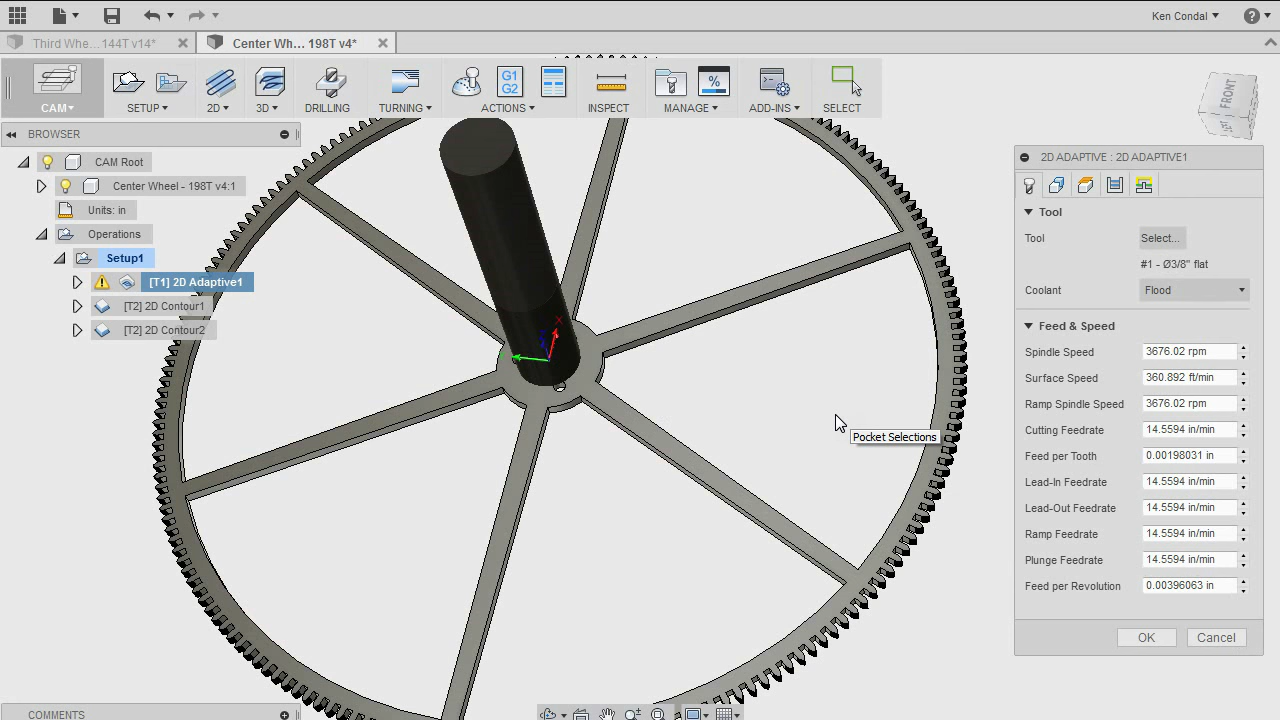 Ken Condal
?
Third Whe...144T v14*
Center Wh... 198T v4*
CAM
SETUP
2D
3D
DRILLING
TURNING
G1
G2
ACTIONS
INSPECT
%
MANAGE
ADD-INS
SELECT
FRONT
LEFT
BROWSER
CAM Root
Center Wheel - 198T v4:1
Units: in
Operations
Setup1
[T1] 2D Adaptive1
[T2] 2D Contour1
[T2] 2D Contour2
X
Pocket Selections
2D ADAPTIVE : 2D ADAPTIVE1
Tool
Tool Select...
#1 - Ø3/8" flat
Coolant Flood
Feed & Speed
Spindle Speed 3676.02 rpm
Surface Speed 360.892 ft/min
Ramp Spindle Speed 3676.02 rpm
Cutting Feedrate 14.5594 in/min
Feed per Tooth 0.00198031 in
Lead-In Feedrate 14.5594 in/min
Lead-Out Feedrate 14.5594 in/min
Ramp Feedrate 14.5594 in/min
Plunge Feedrate 14.5594 in/min
Feed per Revolution 0.00396063 in
OK Cancel
COMMENTS